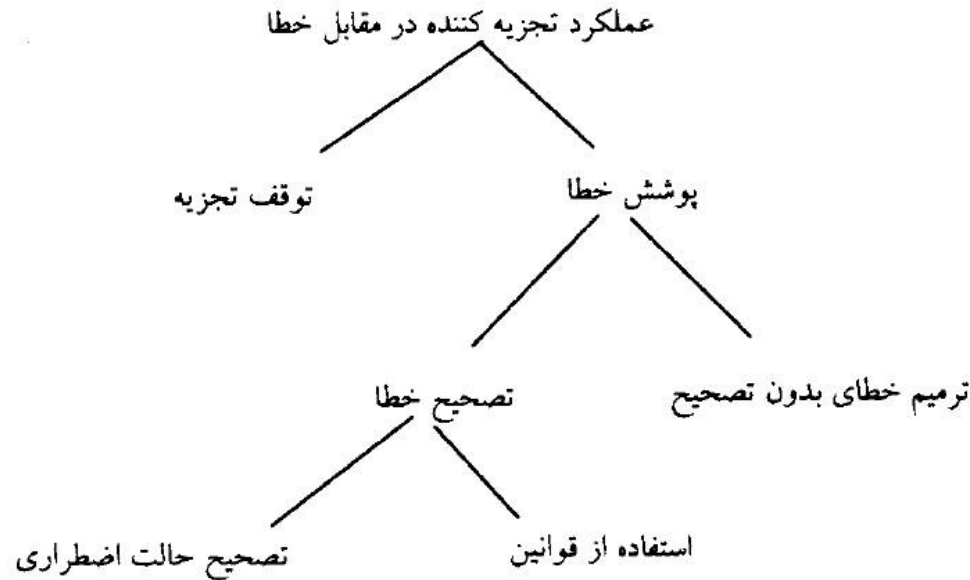 عملکرد تجزیه کننده در مقابل خطا
پوشش خطا
توقف تجزیه
ترمیم خطای بدون تصحیح
تصحیح خطا
استفاده از قوانین
تصحیح حالت اضطراری